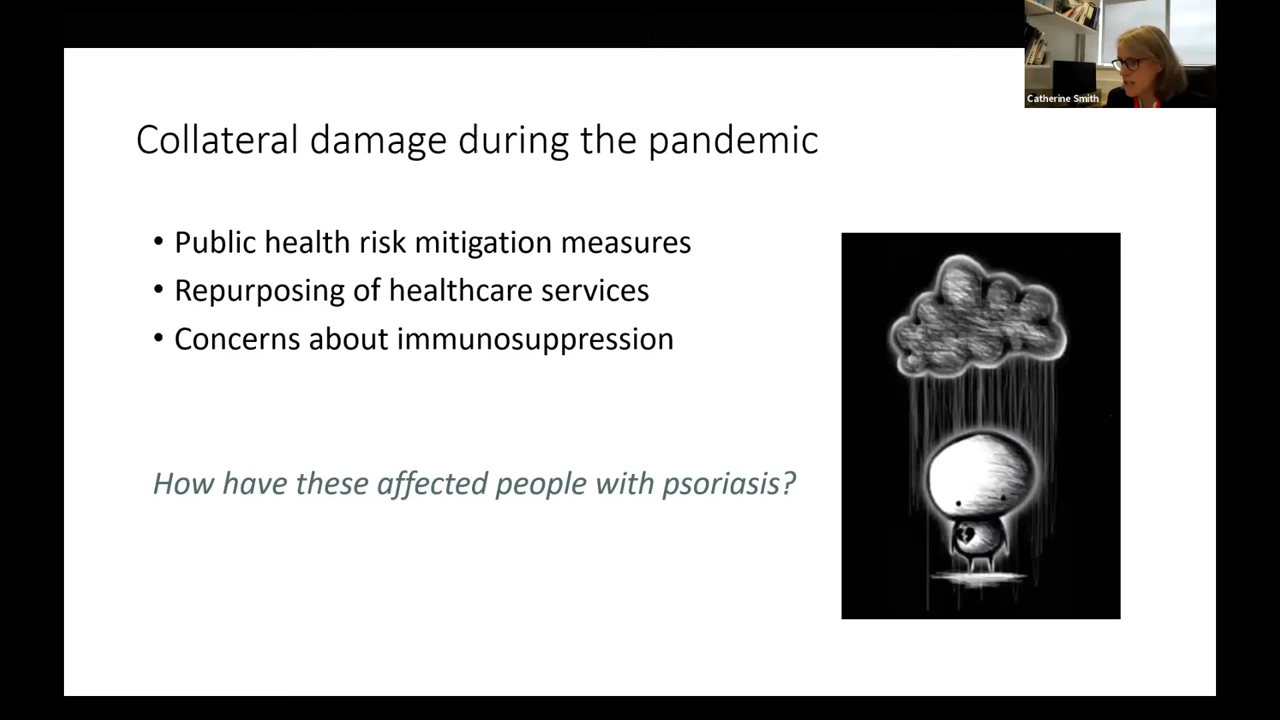 Catherine Smith
Collateral damage during the pandemic
• Public health risk mitigation measures
• Repurposing of healthcare services
• Concerns about immunosuppression
How have these affected people with psoriasis?